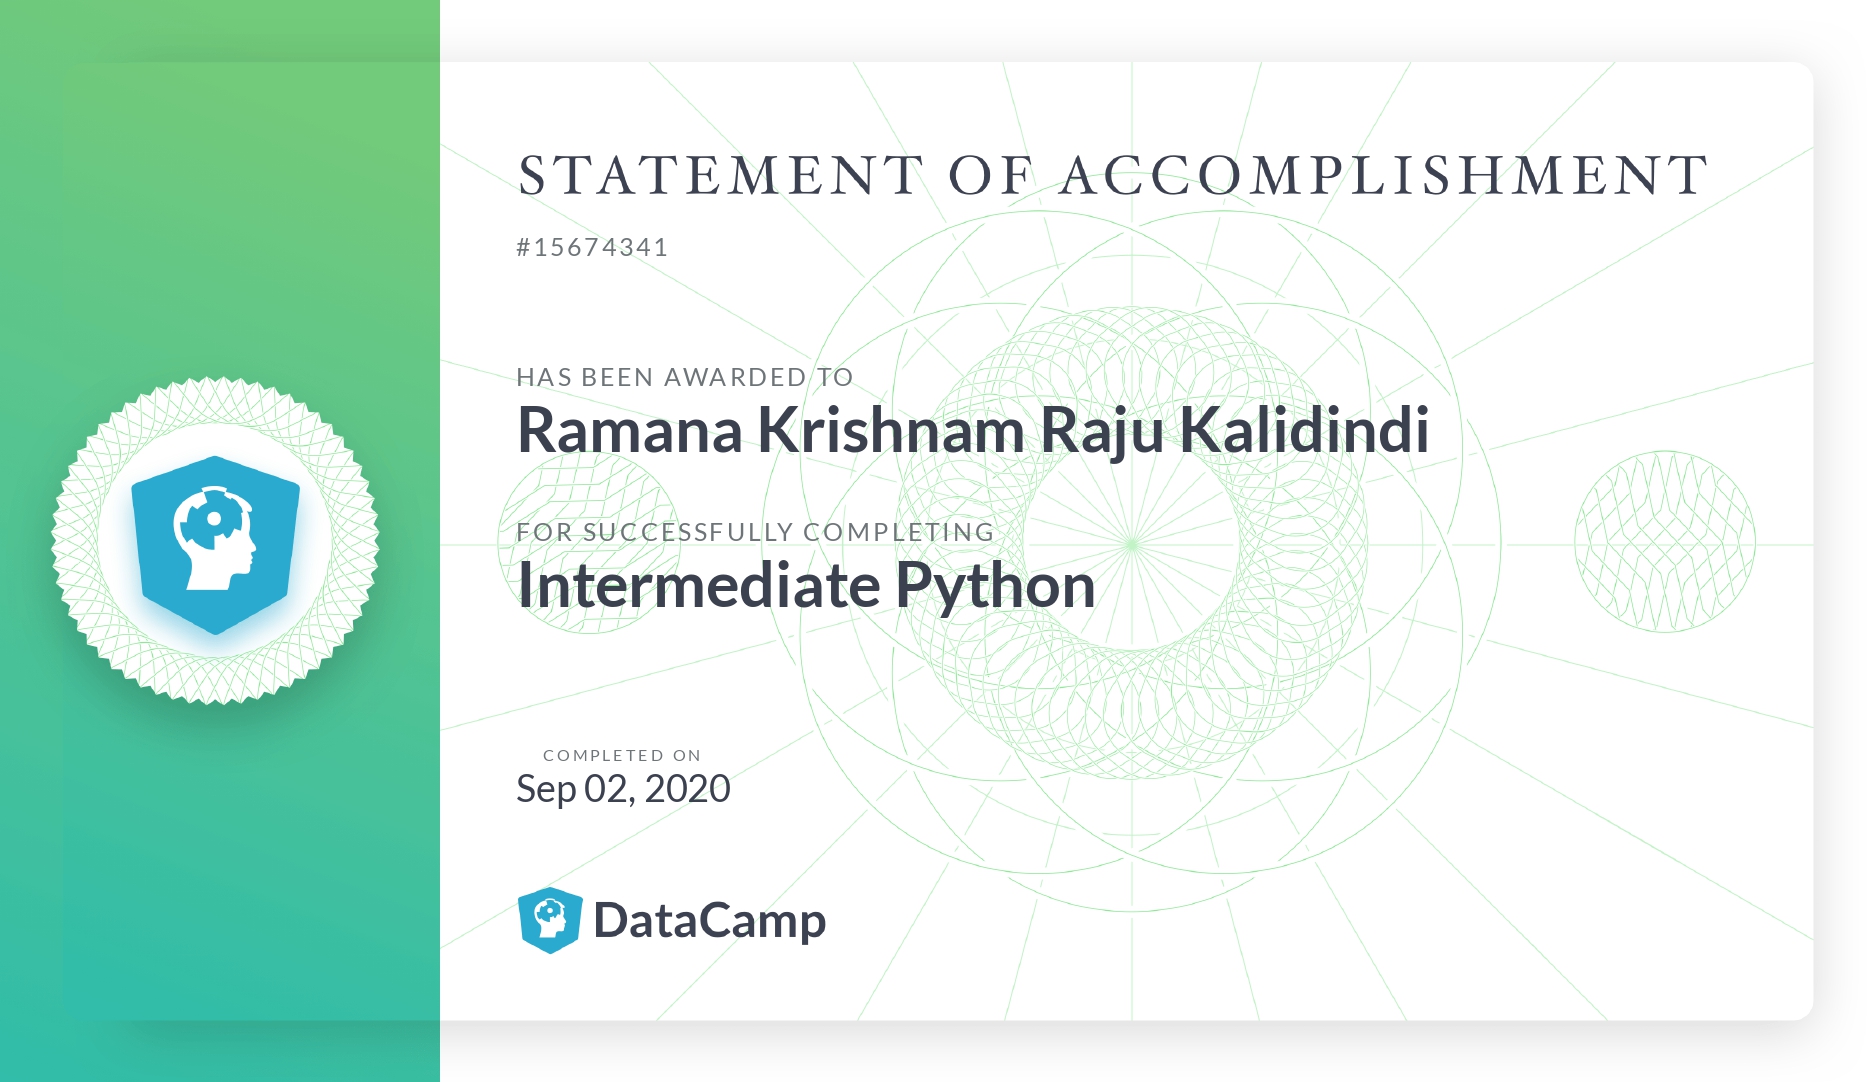 STATEMENT OF ACCOMPLISHMENT
#15674341
HAS BEEN AWARDED TO
Ramana Krishnam Raju Kalidindi
FOR SUCCESSFULLY COMPLETING
Intermediate Python
COMPLETED ON
Sep 02, 2020
DataCamp